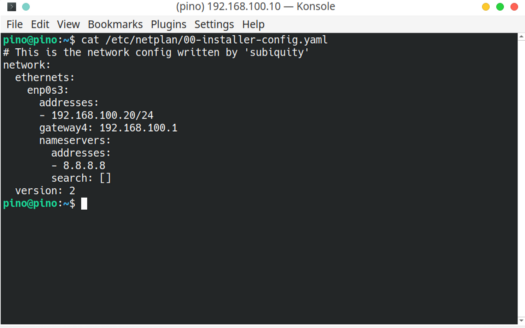 (pino) 192.168.100.10 — Konsole
File Edit View Bookmarks Plugins Settings Help
pino@pino:~$ cat /etc/netplan/00-installer-config.yaml
# This is the network config written by 'subiquity'
network:
  ethernets:
    enp0s3:
      addresses:
      - 192.168.100.20/24
      gateway4: 192.168.100.1
      nameservers:
        addresses:
        - 8.8.8.8
        search: []
  version: 2
pino@pino:~$